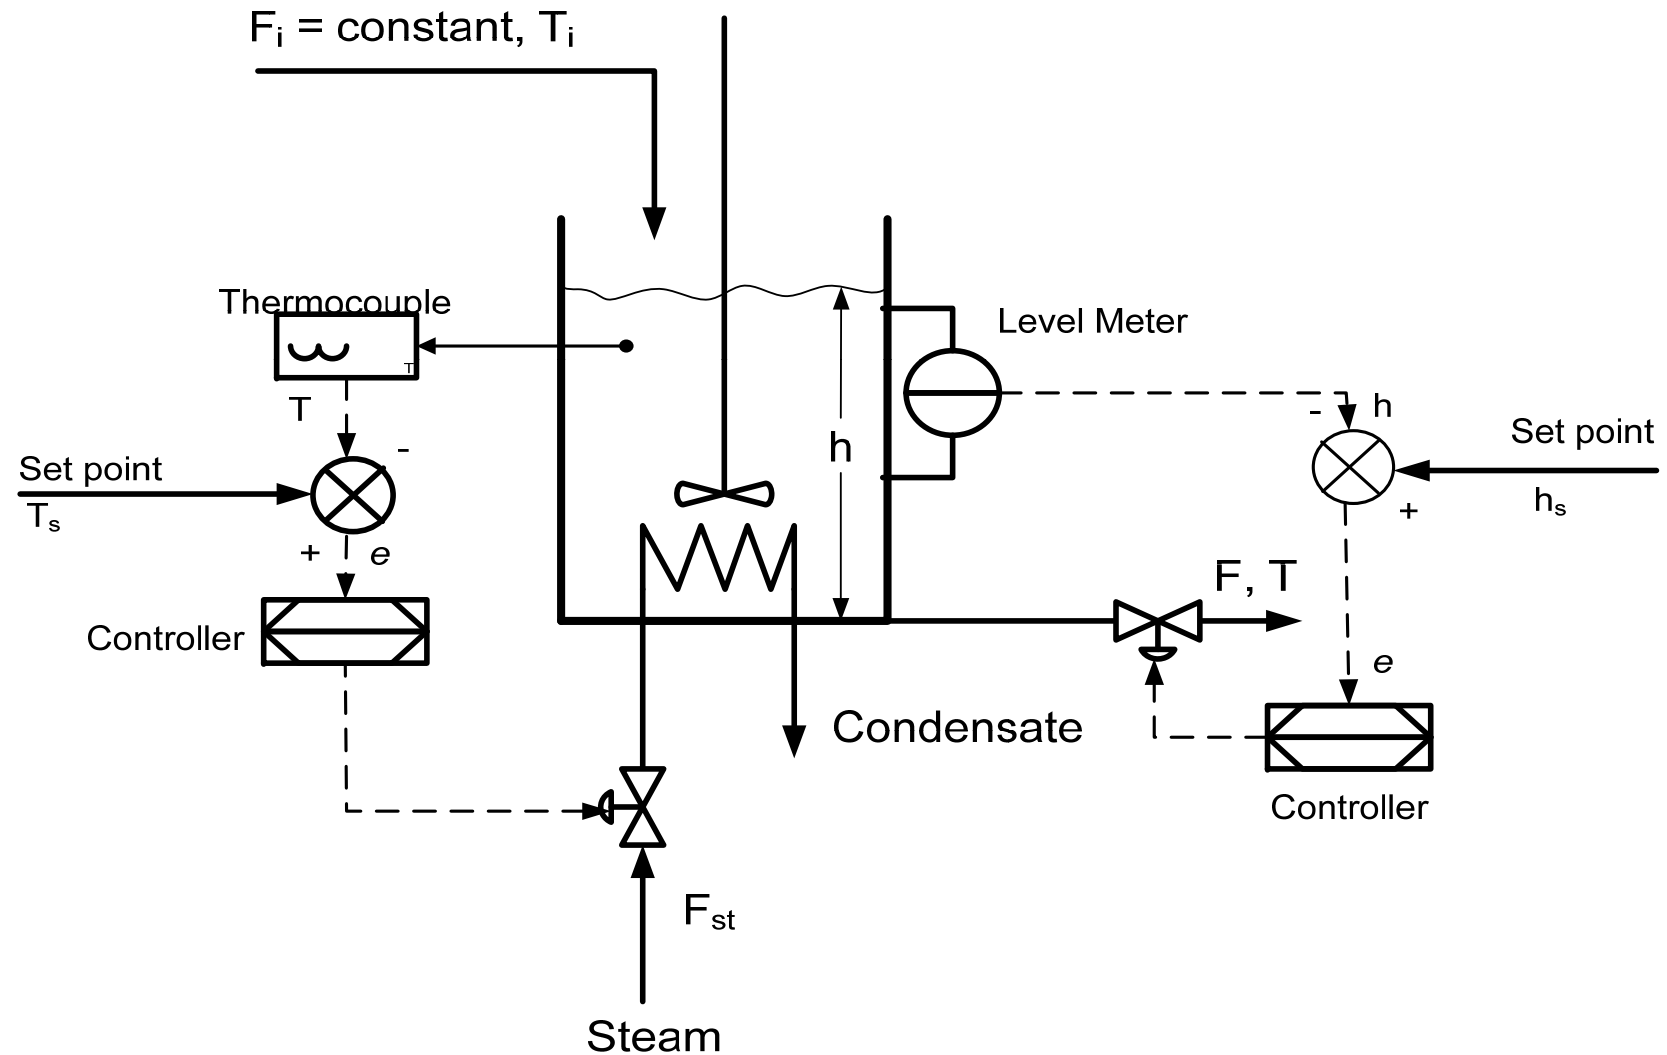 Fi = constant, Ti
Thermocouple
T
T
-
Set point
Ts
+
e
Controller
h
Level Meter
-
h
Set point
hs
+
F, T
e
Controller
Condensate
Fst
Steam